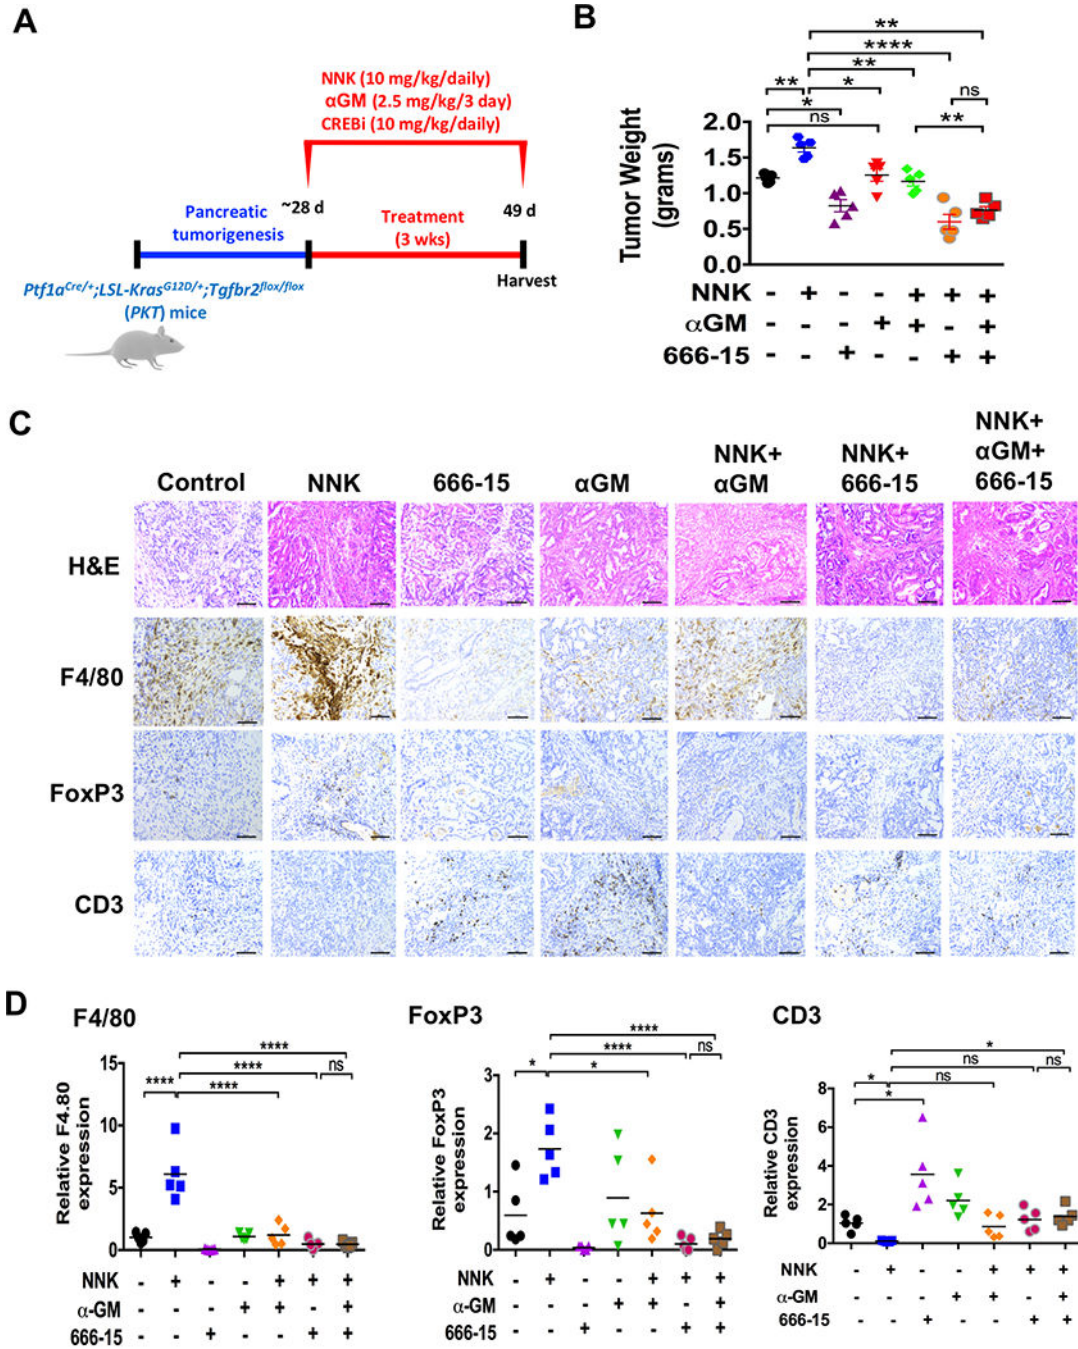 A
NNK (10 mg/kg/daily)
αGM (2.5 mg/kg/3 day)
CREBi (10 mg/kg/daily)
Pancreatic
tumorigenesis
~28 d
Treatment
(3 wks)
49 d
Harvest
Ptf1aCre/+;LSL-KrasG12D/+;Tgfbr2flox/flox
(PKT) mice
B
**
****
**
** *
* ns
ns **
Tumor Weight
(grams)
2.0
1.5
1.0
0.5
0.0
NNK - + - - + + +
αGM - - - + + - +
666-15 - - + - - + +
C
Control NNK 666-15 αGM NNK+ αGM NNK+ 666-15 NNK+ αGM+ 666-15
H&E
F4/80
FoxP3
CD3
D
F4/80
****
**** ns
**** ****
Relative F4.80
expression
15
10
5
0
NNK - + - - + + +
α-GM - - - + + - +
666-15 - - + - - + +
FoxP3
****
**** ns
* *
Relative FoxP3
expression
3
2
1
0
NNK - + - - + + +
α-GM - - - + + - +
666-15 - - + - - + +
CD3
*
ns ns
* ns
*
Relative CD3
expression
8
6
4
2
0
NNK - + - - + + +
α-GM - - - + + - +
666-15 - - + - - + +